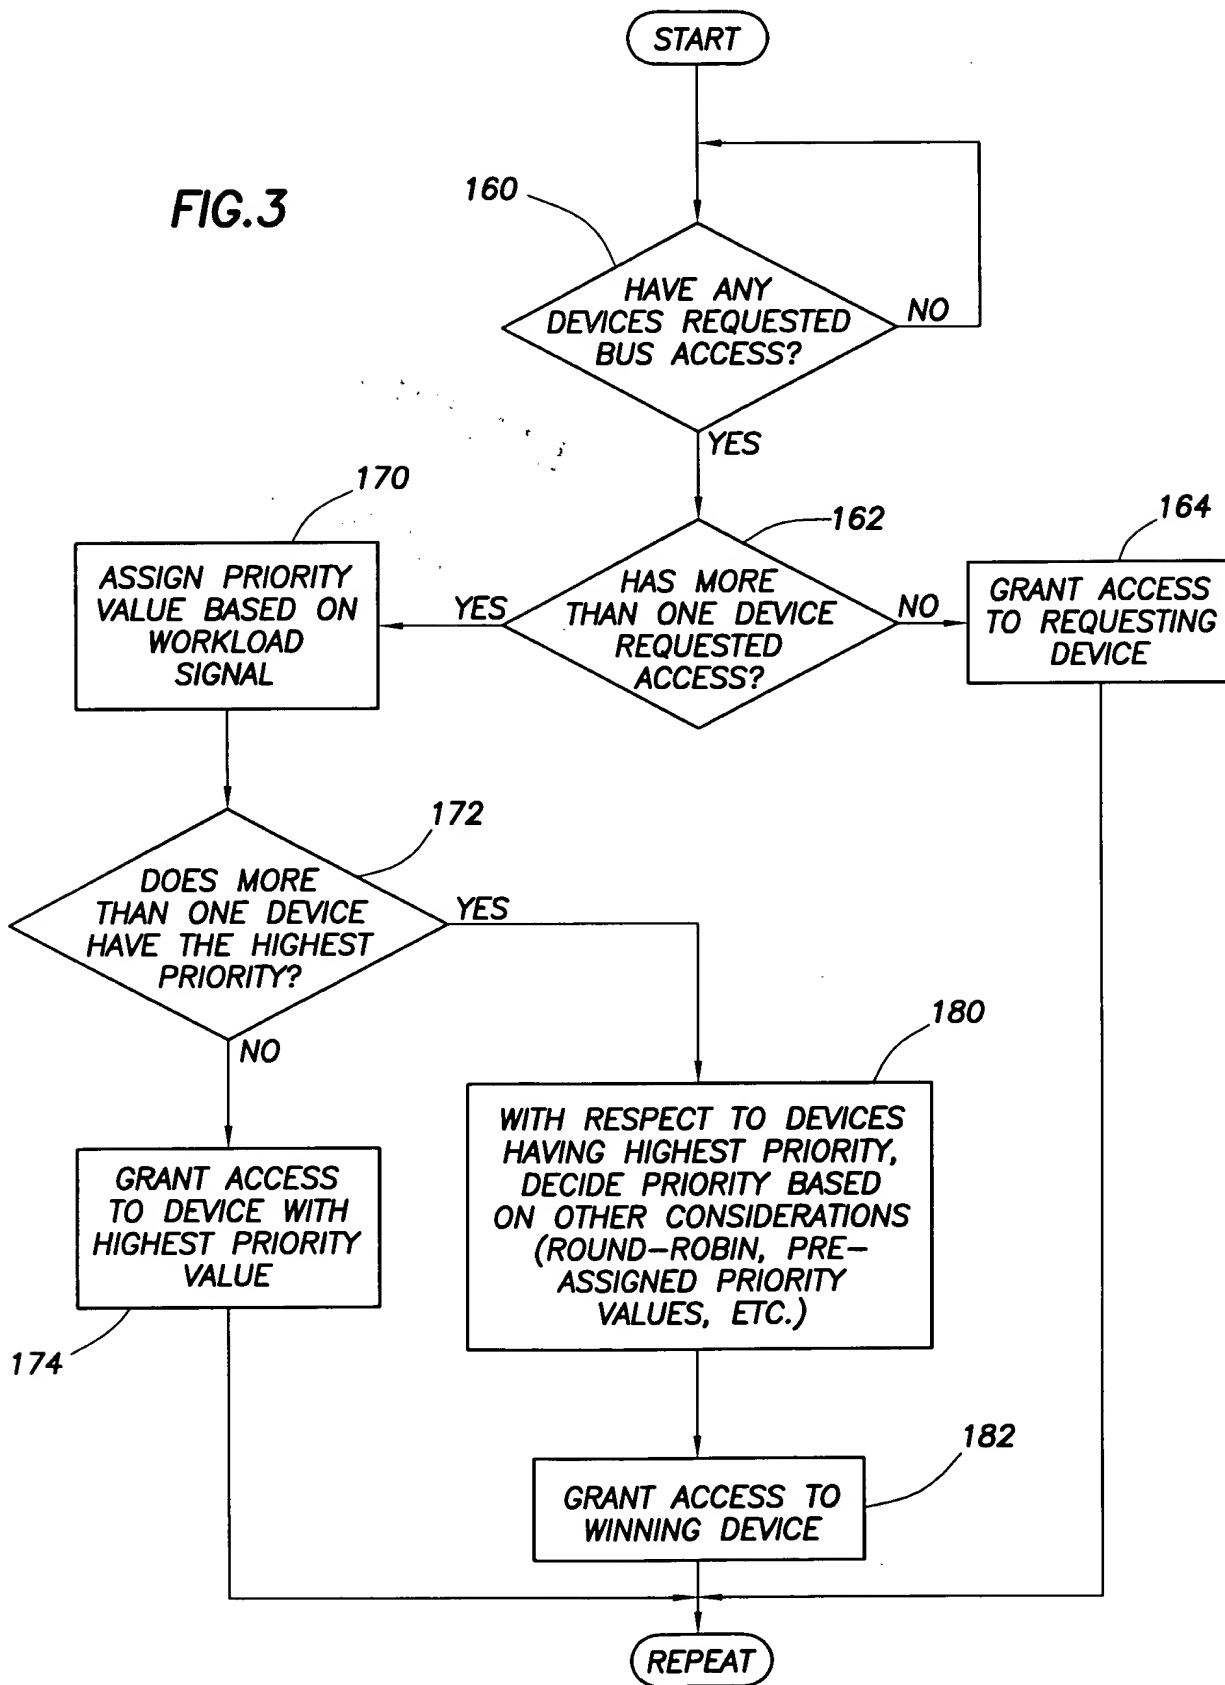 START
FIG.3
160
HAVE ANY
DEVICES REQUESTED
BUS ACCESS?
NO
YES
170
162
164
ASSIGN PRIORITY
VALUE BASED ON
WORKLOAD
SIGNAL
YES
HAS MORE
THAN ONE DEVICE
REQUESTED
ACCESS?
NO
GRANT ACCESS
TO REQUESTING
DEVICE
172
DOES MORE
THAN ONE DEVICE
HAVE THE HIGHEST
PRIORITY?
YES
NO
180
GRANT ACCESS
TO DEVICE WITH
HIGHEST PRIORITY
VALUE
174
WITH RESPECT TO DEVICES
HAVING HIGHEST PRIORITY,
DECIDE PRIORITY BASED
ON OTHER CONSIDERATIONS
(ROUND-ROBIN, PRE-
ASSIGNED PRIORITY
VALUES, ETC.)
182
GRANT ACCESS TO
WINNING DEVICE
REPEAT